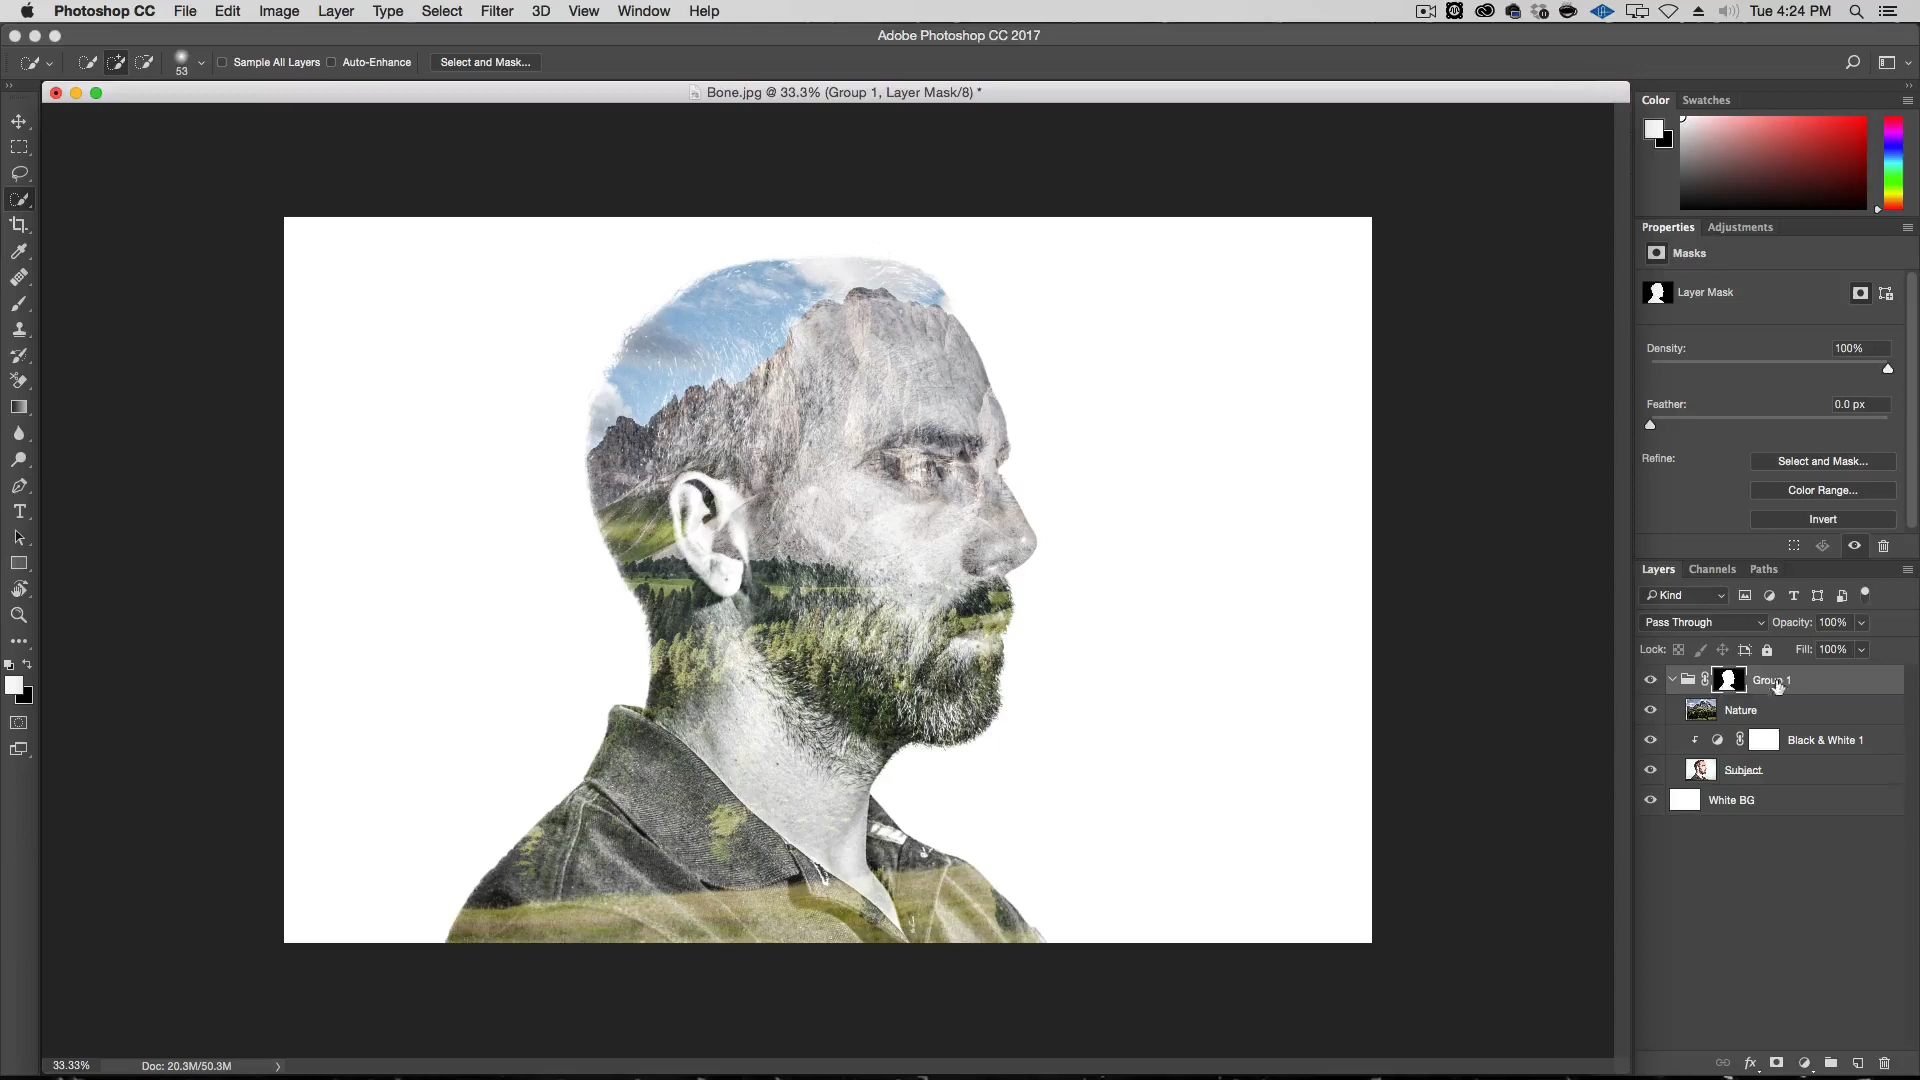 Photoshop CC File Edit Image Layer Type Select Filter 3D View Window Help Tue 4:24 PM
Adobe Photoshop CC 2017
53 Sample All Layers Auto-Enhance Select and Mask...
Bone.jpg @ 33.3% (Group 1, Layer Mask/8) *
Color Swatches
Properties Adjustments
Masks
Layer Mask
Density: 100%
Feather: 0.0 px
Refine: Select and Mask...
Color Range...
Invert
Layers Channels Paths
Kind
Pass Through Opacity: 100%
Lock: Fill: 100%
Group 1
Nature
Black & White 1
Subject
White BG
33.33% Doc: 20.3M/50.3M
fx